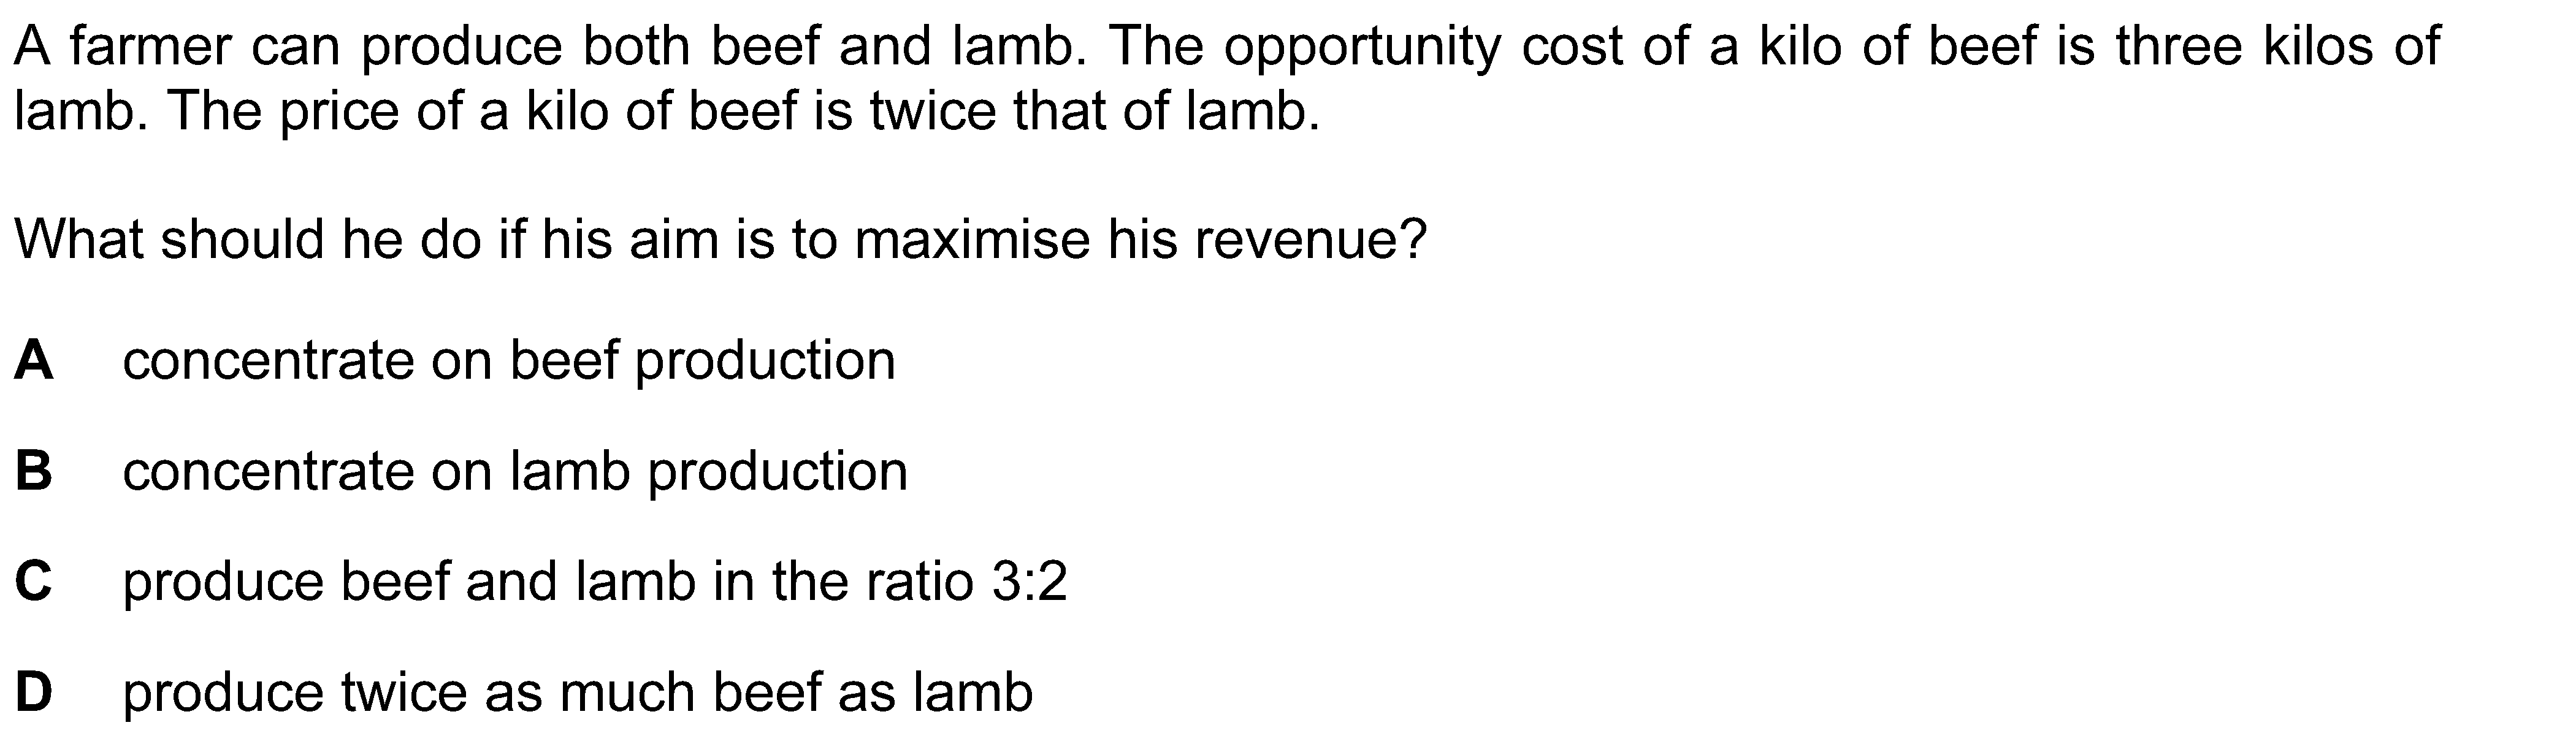 A farmer can produce both beef and lamb. The opportunity cost of a kilo of beef is three kilos of
lamb. The price of a kilo of beef is twice that of lamb.
What should he do if his aim is to maximise his revenue?
A concentrate on beef production
B concentrate on lamb production
C produce beef and lamb in the ratio 3:2
D produce twice as much beef as lamb